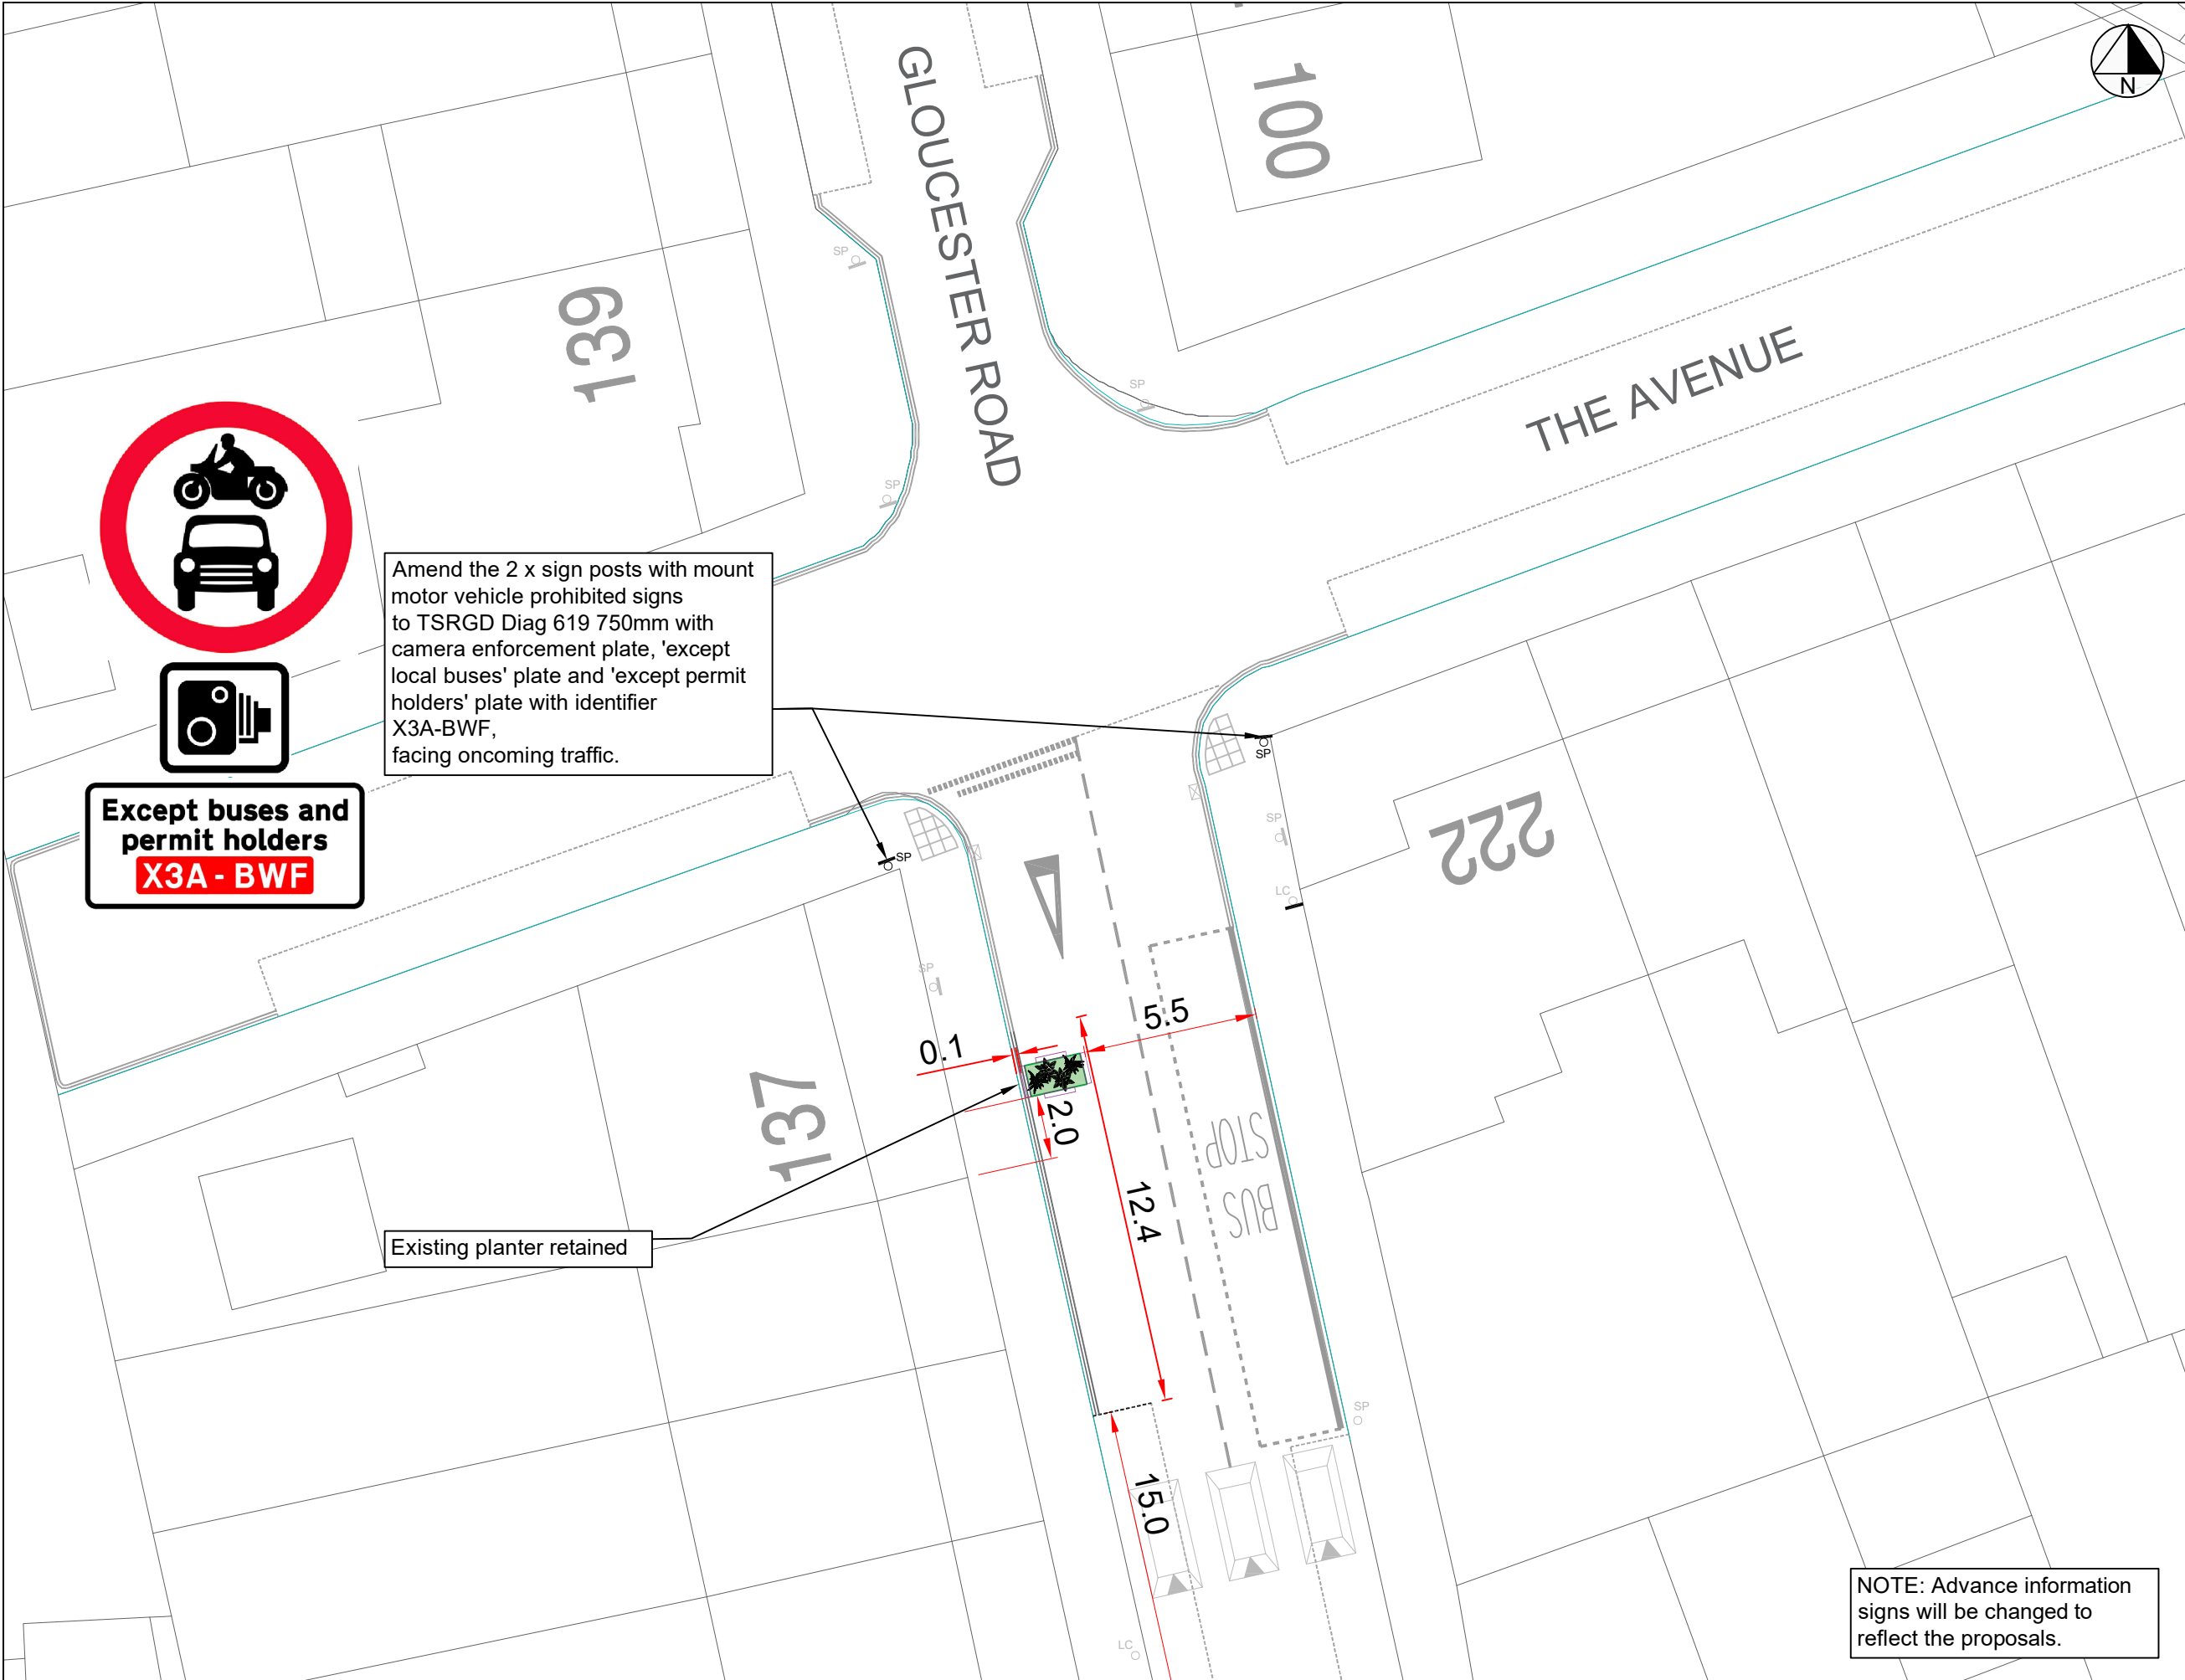 GLOUCESTER ROAD
100
N
SP
139
SP
SP
THE AVENUE
Amend the 2 x sign posts with mount
motor vehicle prohibited signs
to TSRGD Diag 619 750mm with
camera enforcement plate, 'except
local buses' plate and 'except permit
holders' plate with identifier
X3A-BWF,
facing oncoming traffic.
Except buses and
permit holders
X3A - BWF
SP
SP
SP
222
LC
SP
5.5
0.1
137
2.0
12.4
STOP
BUS
Existing planter retained
SP
15.0
LC
NOTE: Advance information
signs will be changed to
reflect the proposals.